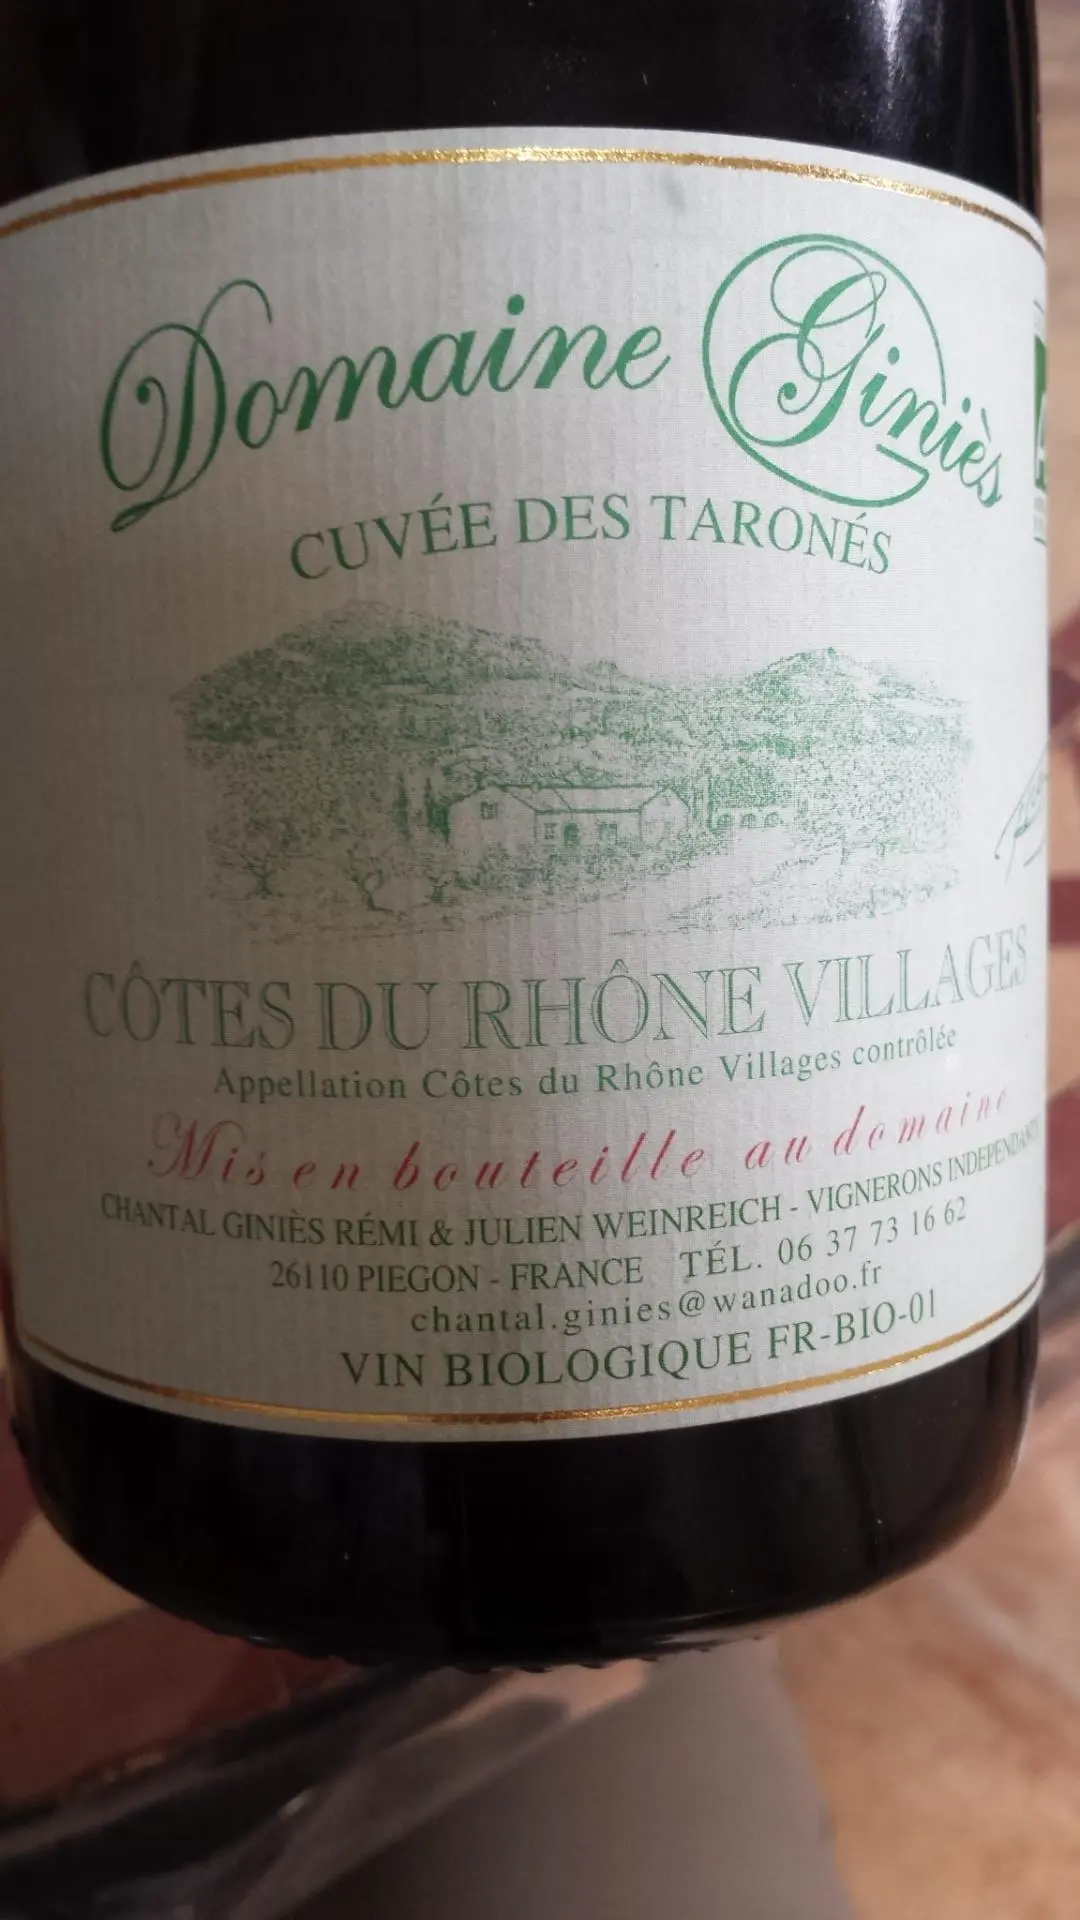 Domaine Giniès
CUVÉE DES TARONÉS
CÔTES DU RHÔNE VILLAGES
Appellation Côtes du Rhône Villages contrôlée
Mis en bouteille au domaine
CHANTAL GINIÈS RÉMI & JULIEN WEINREICH - VIGNERONS INDEPENDANTS
26110 PIEGON - FRANCE TÉL. 06 37 73 16 62
chantal.ginies@wanadoo.fr
VIN BIOLOGIQUE FR-BIO-01